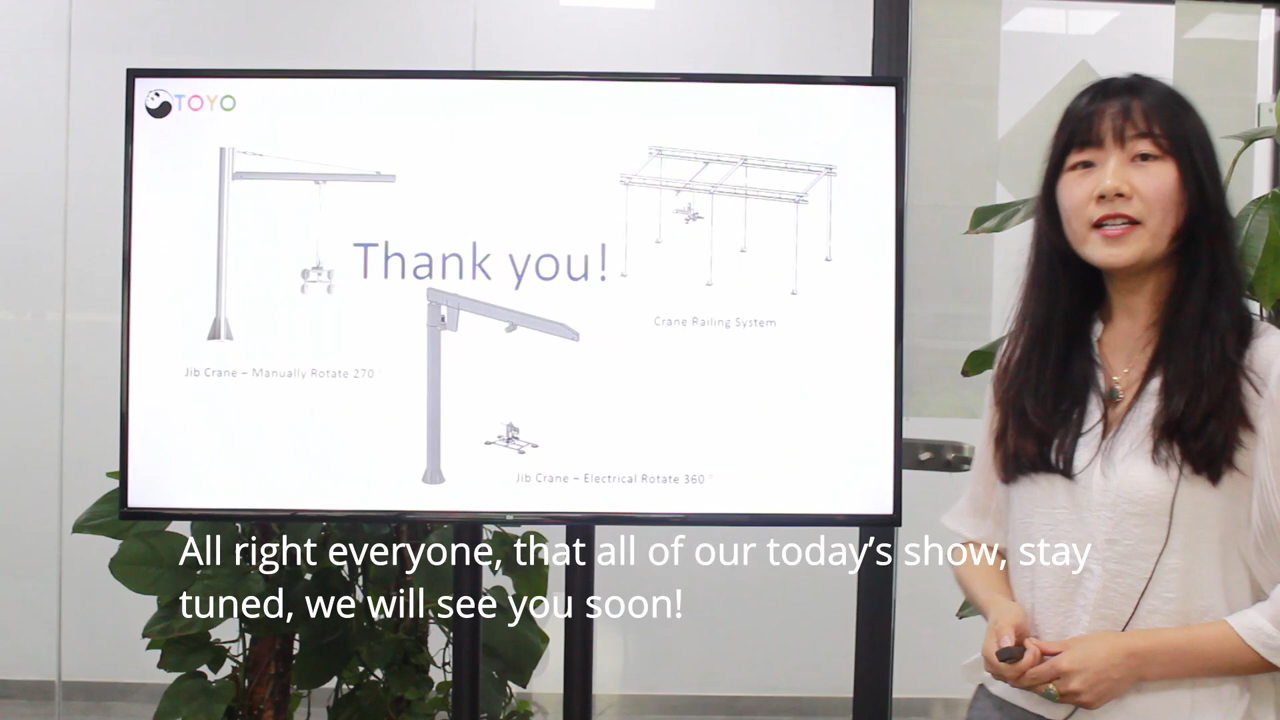 TOYO
Thank you!
Crane Railing System
Jib Crane – Manually Rotate 270°
Jib Crane – Electrical Rotate 360°
All right everyone, that all of our today’s show, stay
tuned, we will see you soon!